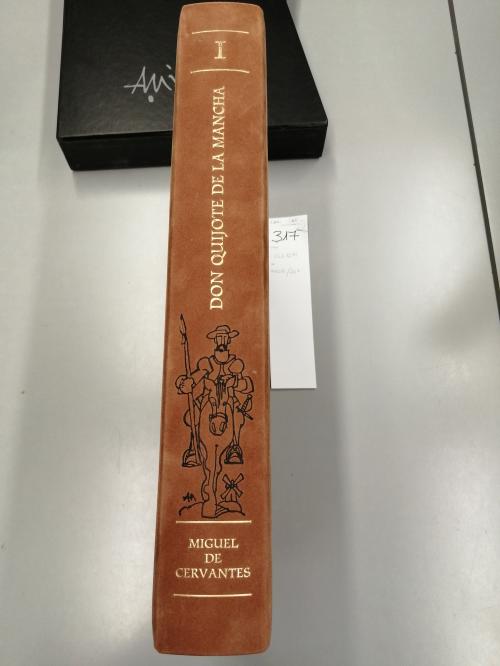 I
DON QUIJOTE DE LA MANCHA
MIGUEL
DE
CERVANTES
317